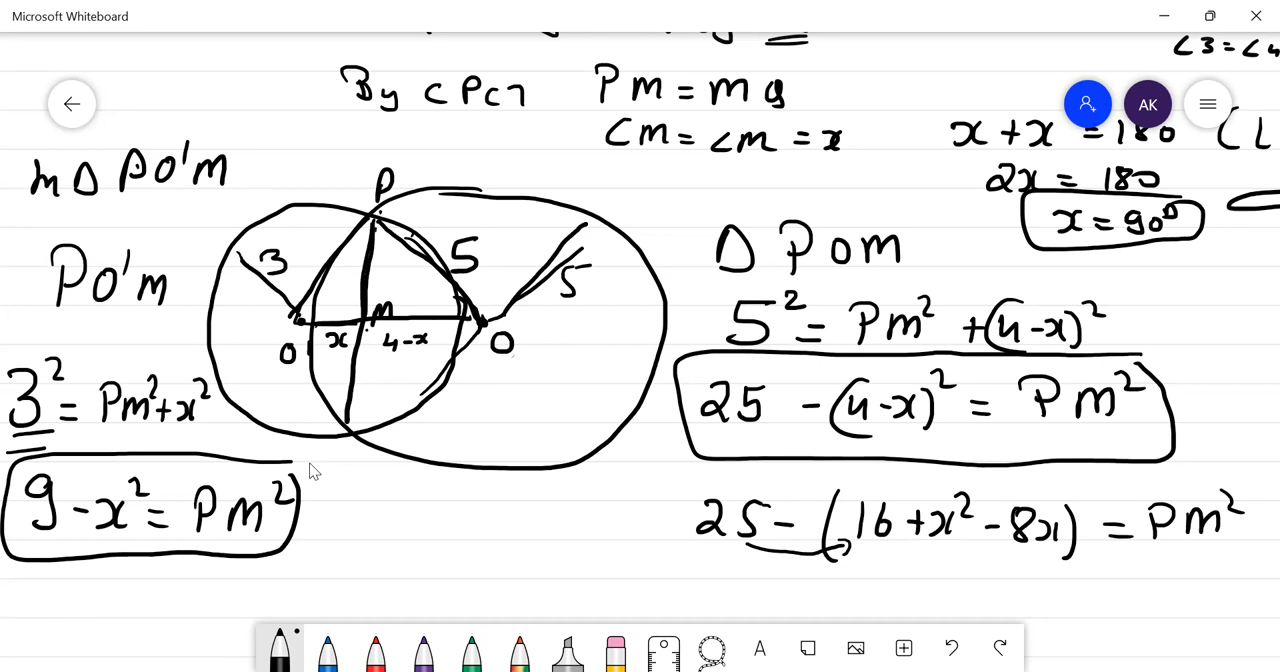 Microsoft Whiteboard
∠3 = ∠4
By CPCT PM = MQ
∠M = ∠M = x
AK
x + x = 180 (L
2x = 180
x = 90°
In Δ PO'M
PO'M
P
3
5
5
M
O'
x
4-x
O
3² = PM² + x²
9 - x² = PM²
Δ POM
5² = PM² + (4-x)²
25 - (4-x)² = PM²
25 - (16 + x² - 8x) = PM²
A